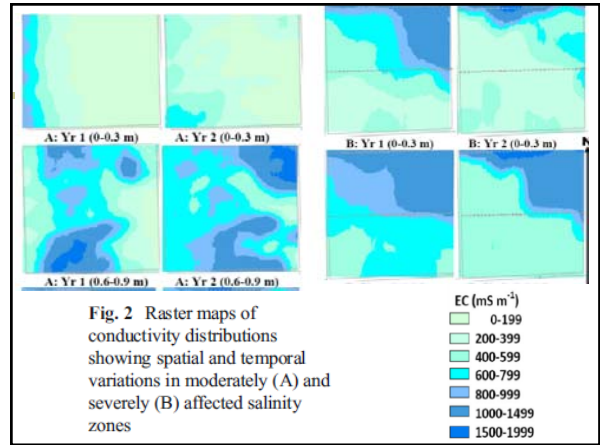 A: Yr 1 (0-0.3 m)
A: Yr 2 (0-0.3 m)
B: Yr 1 (0-0.3 m)
B: Yr 2 (0-0.3 m)
N
A: Yr 1 (0.6-0.9 m)
A: Yr 2 (0.6-0.9 m)
Fig. 2 Raster maps of
conductivity distributions
showing spatial and temporal
variations in moderately (A) and
severely (B) affected salinity
zones
EC (mS m⁻¹)
0-199
200-399
400-599
600-799
800-999
1000-1499
1500-1999